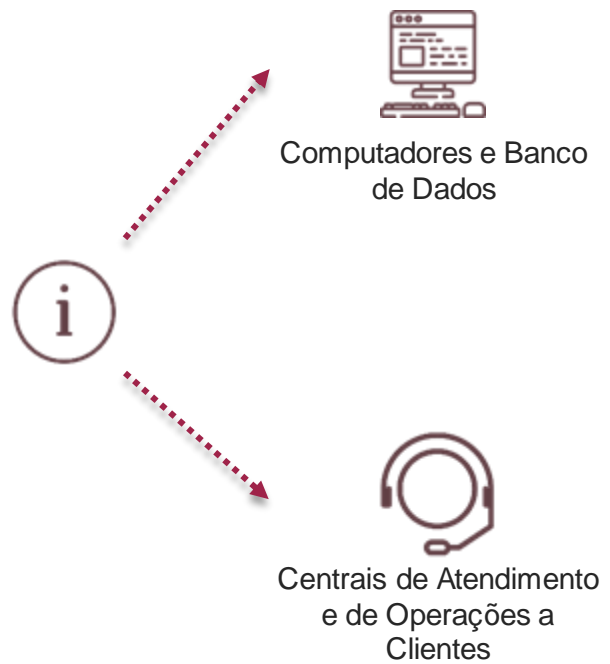 Computadores e Banco
de Dados
i
Centrais de Atendimento
e de Operações a
Clientes